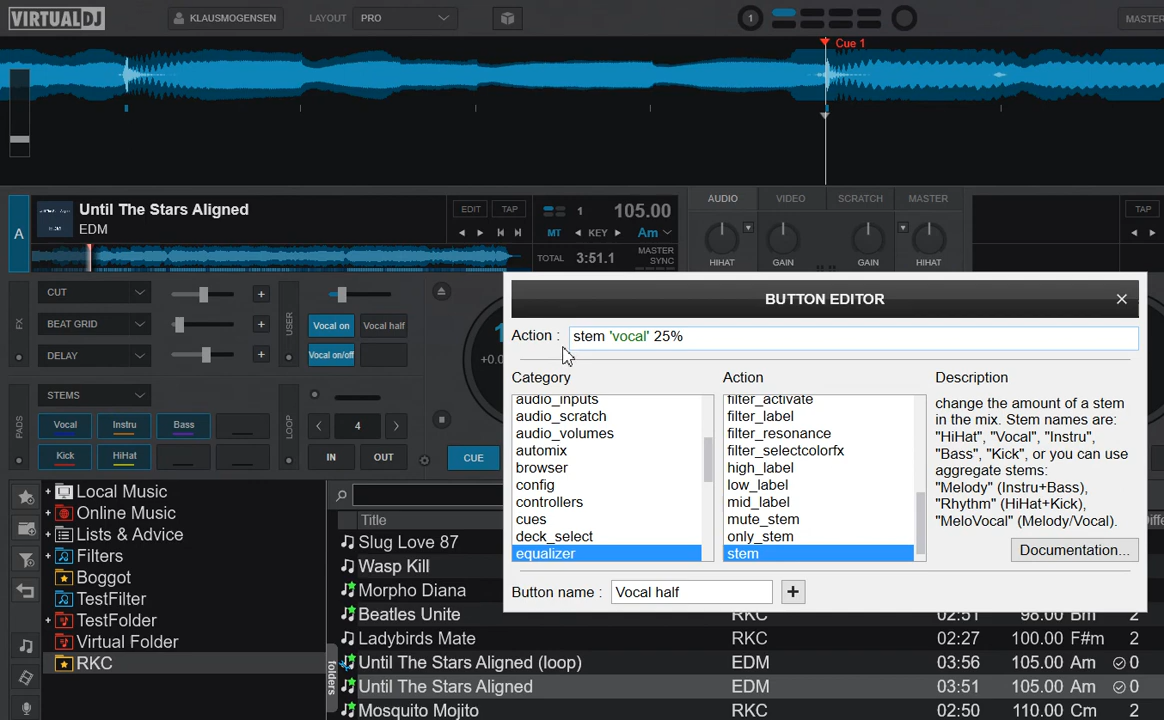 VIRTUALDJ
KLAUSMOGENSEN
LAYOUT
PRO
1
MASTER
Cue 1
A
Until The Stars Aligned
EDM
EDIT
TAP
1
105.00
MT
KEY
Am
TOTAL
3:51.1
MASTER
SYNC
AUDIO
VIDEO
SCRATCH
MASTER
HIHAT
GAIN
GAIN
HIHAT
TAP
FX
CUT
BEAT GRID
DELAY
USER
Vocal on
Vocal half
Vocal on/off
+0.0
PADS
STEMS
Vocal
Instru
Bass
Kick
HiHat
LOOP
4
IN
OUT
CUE
BUTTON EDITOR
Action :
stem 'vocal' 25%
Category
Action
Description
audio_inputs
audio_scratch
audio_volumes
automix
browser
config
controllers
cues
deck_select
equalizer
filter_activate
filter_label
filter_resonance
filter_selectcolorfx
high_label
low_label
mid_label
mute_stem
only_stem
stem
change the amount of a stem
in the mix. Stem names are:
"HiHat", "Vocal", "Instru",
"Bass", "Kick", or you can use
aggregate stems:
"Melody" (Instru+Bass),
"Rhythm" (HiHat+Kick),
"MeloVocal" (Melody/Vocal).
Documentation...
Button name :
Vocal half
+
Local Music
Online Music
Lists & Advice
Filters
Boggot
TestFilter
TestFolder
Virtual Folder
RKC
folders
Title
Slug Love 87
Wasp Kill
Morpho Diana
Beatles Unite RKC 02:51 98.00 Bm 2
Ladybirds Mate RKC 02:27 100.00 F#m 2
Until The Stars Aligned (loop) EDM 03:56 105.00 Am 0
Until The Stars Aligned EDM 03:51 105.00 Am 0
Mosquito Mojito RKC 02:50 110.00 Cm 2